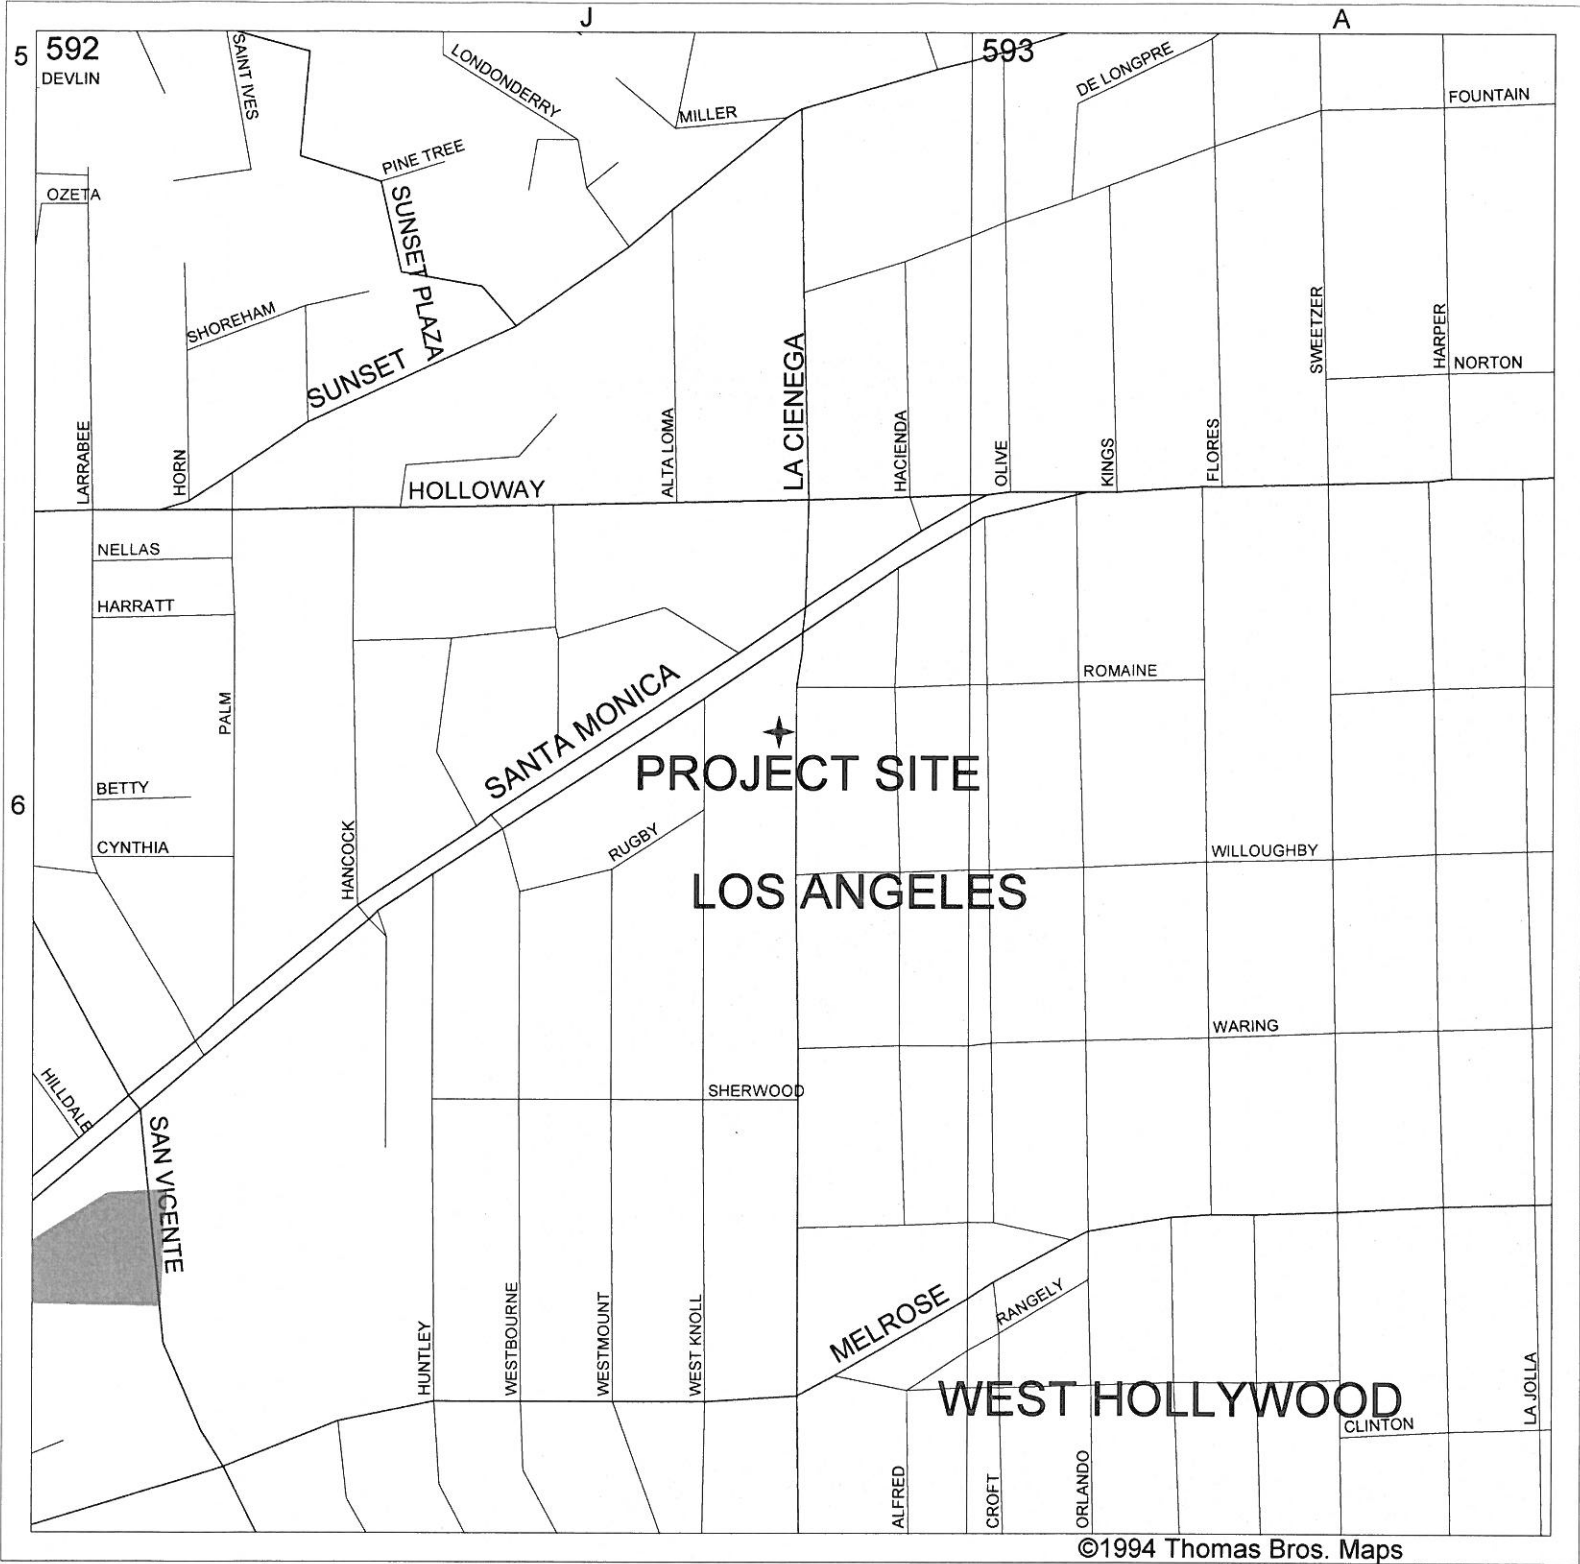 J
A
5
592
DEVLIN
SAINT IVES
LONDONDERRY
MILLER
593
DE LONGPRE
FOUNTAIN
PINE TREE
OZETA
SUNSET PLAZA
SHOREHAM
SUNSET
LARRABEE
HORN
HOLLOWAY
ALTA LOMA
LA CIENEGA
HACIENDA
OLIVE
KINGS
FLORES
SWEETZER
HARPER
NORTON
NELLAS
HARRATT
PALM
SANTA MONICA
ROMAINE
PROJECT SITE
BETTY
6
CYNTHIA
HANCOCK
RUGBY
WILLOUGHBY
LOS ANGELES
WARING
HILLDALE
SHERWOOD
SAN VICENTE
HUNTLEY
WESTBOURNE
WESTMOUNT
WEST KNOLL
MELROSE
RANGELY
WEST HOLLYWOOD
CLINTON
LA JOLLA
ALFRED
CROFT
ORLANDO
©1994 Thomas Bros. Maps